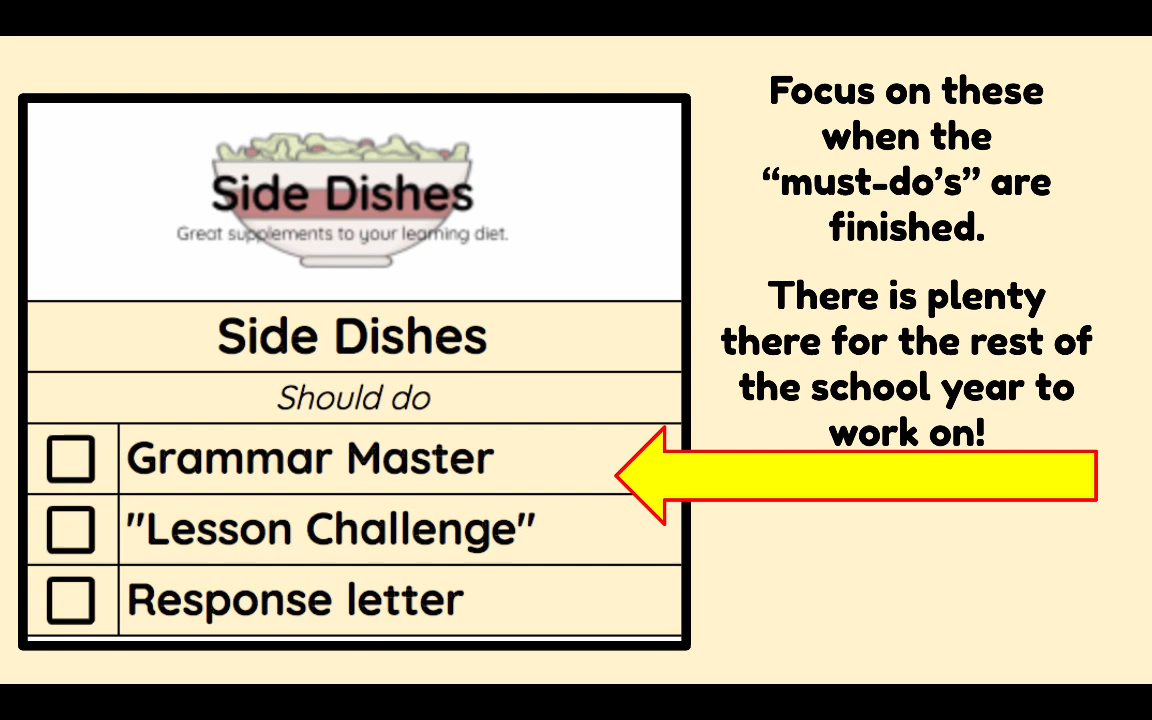 Side Dishes
Great supplements to your learning diet.
Side Dishes
Should do
Grammar Master
"Lesson Challenge"
Response letter
Focus on these
when the
“must-do’s” are
finished.
There is plenty
there for the rest of
the school year to
work on!